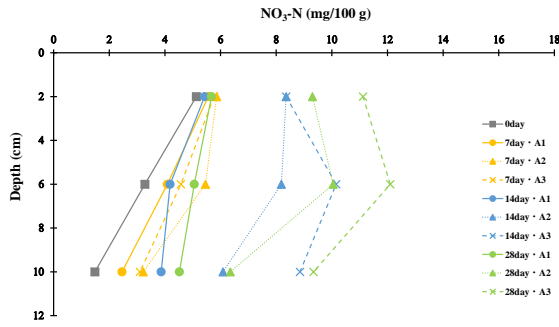 NO₃-N (mg/100 g)
0 2 4 6 8 10 12 14 16 18
0
2
4
6
8
10
12
Depth (cm)
0day
7day・A1
7day・A2
7day・A3
14day・A1
14day・A2
14day・A3
28day・A1
28day・A2
28day・A3